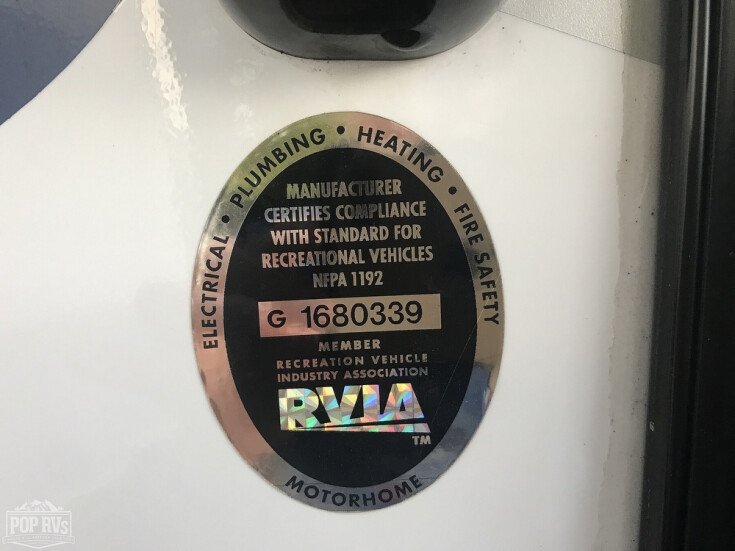 ELECTRICAL • PLUMBING • HEATING • FIRE SAFETY
MANUFACTURER
CERTIFIES COMPLIANCE
WITH STANDARD FOR
RECREATIONAL VEHICLES
NFPA 1192
G 1680339
MEMBER
RECREATION VEHICLE
INDUSTRY ASSOCIATION
RVIA
TM
MOTORHOME
POP RVs